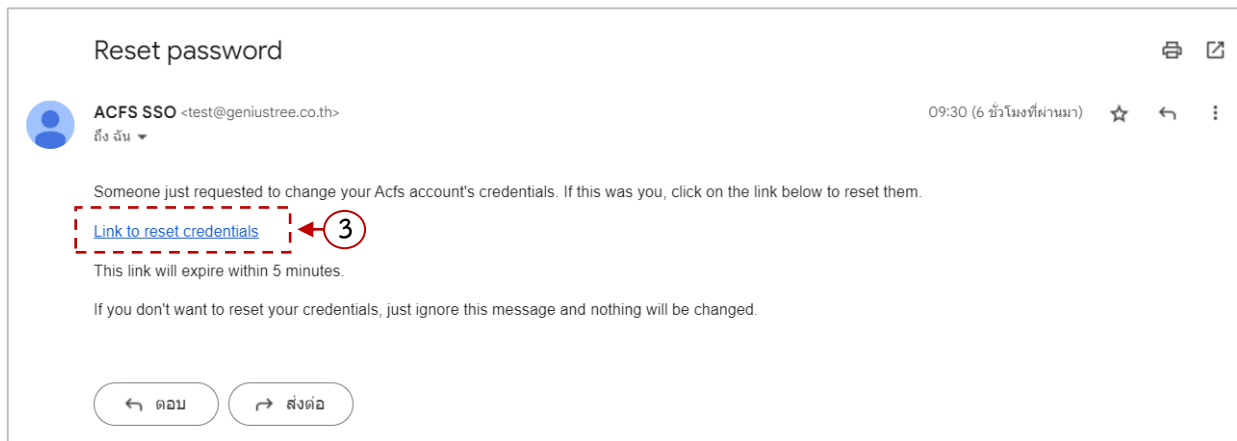 Reset password
ACFS SSO <test@geniustree.co.th>
09:30 (6 ชั่วโมงที่ผ่านมา)
ถึง ฉัน
Someone just requested to change your Acfs account's credentials. If this was you, click on the link below to reset them.
Link to reset credentials
3
This link will expire within 5 minutes.
If you don't want to reset your credentials, just ignore this message and nothing will be changed.
ตอบ
ส่งต่อ